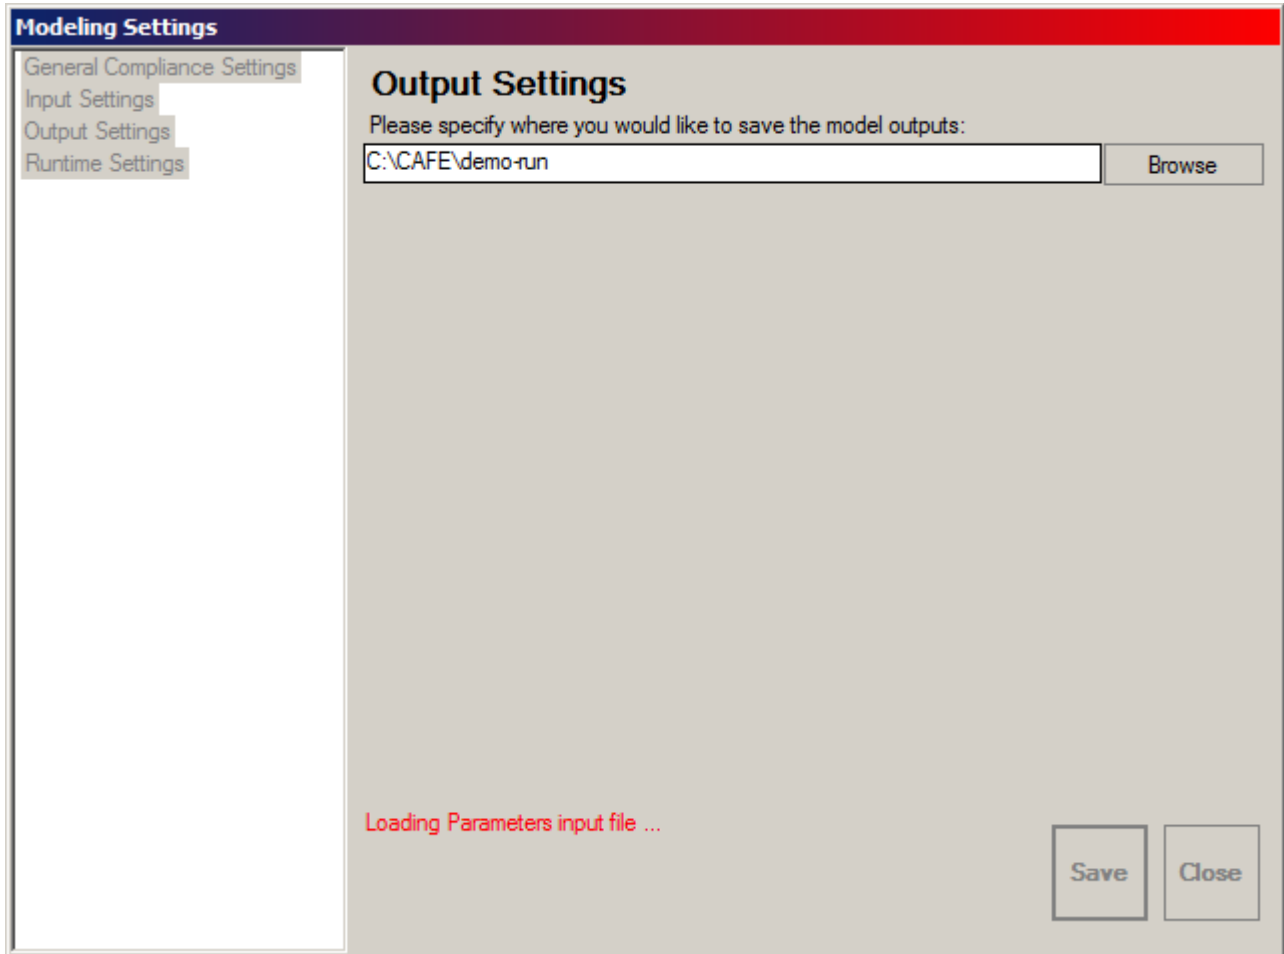 Modeling Settings
General Compliance Settings
Input Settings
Output Settings
Runtime Settings
Output Settings
Please specify where you would like to save the model outputs:
C:\CAFE\demo-run
Browse
Loading Parameters input file ...
Save
Close